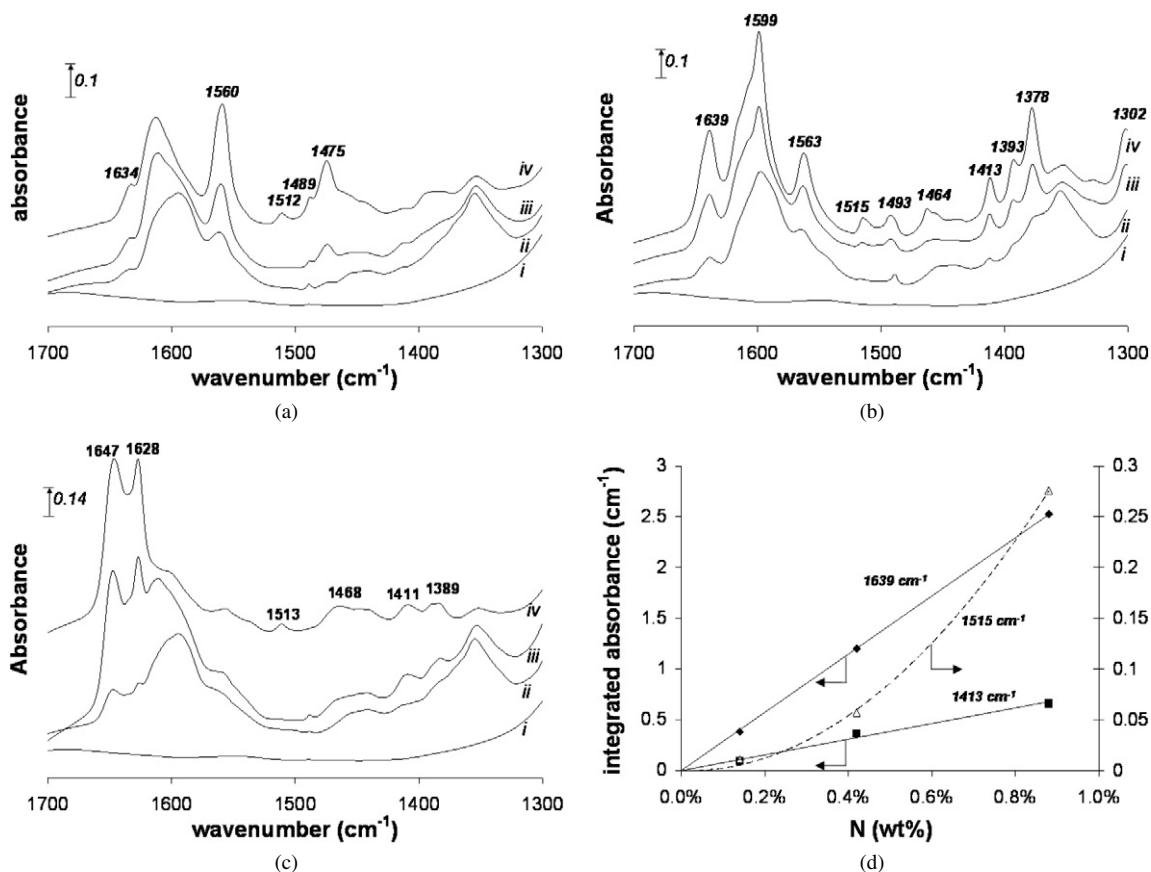 0.1
absorbance
1634
1560
1512
1489
1475
iv
iii
ii
i
1700 1600 1500 1400 1300
wavenumber (cm-1)
(a)
0.1
Absorbance
1639
1599
1563
1515
1493
1464
1413
1393
1378
1302
iv
iii
ii
i
1700 1600 1500 1400 1300
wavenumber (cm-1)
(b)
0.14
Absorbance
1647 1628
1513
1468
1411
1389
iv
iii
ii
i
1700 1600 1500 1400 1300
wavenumber (cm-1)
(c)
integrated absorbance (cm-1)
3
2.5
2
1.5
1
0.5
0
0.3
0.25
0.2
0.15
0.1
0.05
0
1639 cm-1
1515 cm-1
1413 cm-1
0.0% 0.2% 0.4% 0.6% 0.8% 1.0%
N (wt%)
(d)